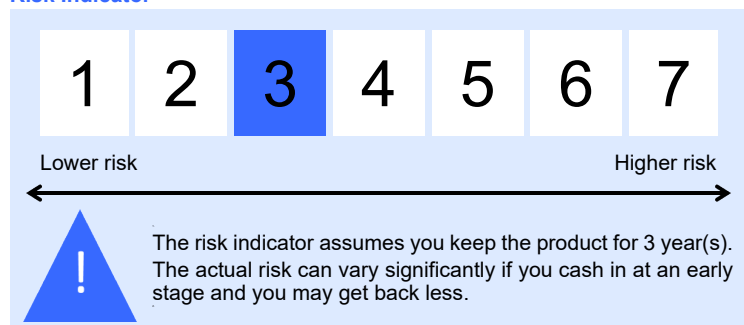 Risk Indicator
1 2 3 4 5 6 7
Lower risk Higher risk
!
The risk indicator assumes you keep the product for 3 year(s).
The actual risk can vary significantly if you cash in at an early
stage and you may get back less.